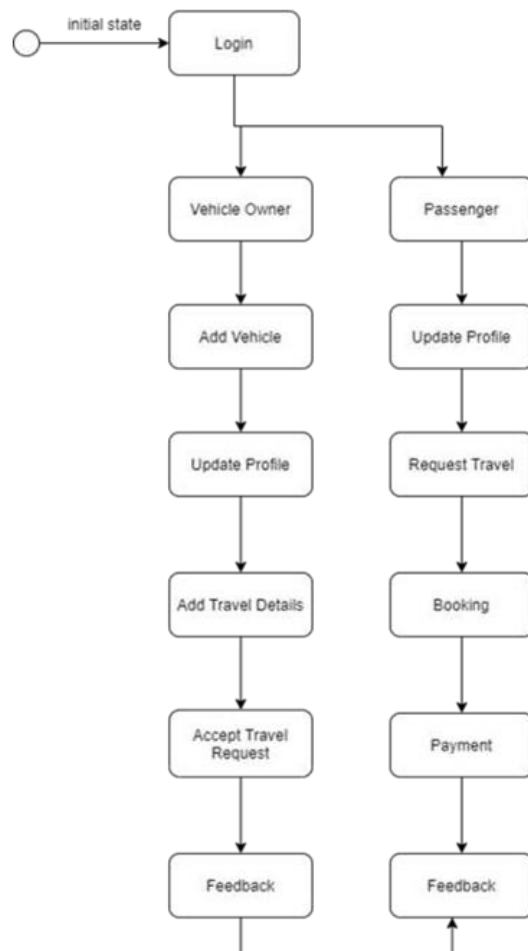 initial state
Login
Vehicle Owner
Passenger
Add Vehicle
Update Profile
Update Profile
Request Travel
Add Travel Details
Booking
Accept Travel
Request
Payment
Feedback
Feedback